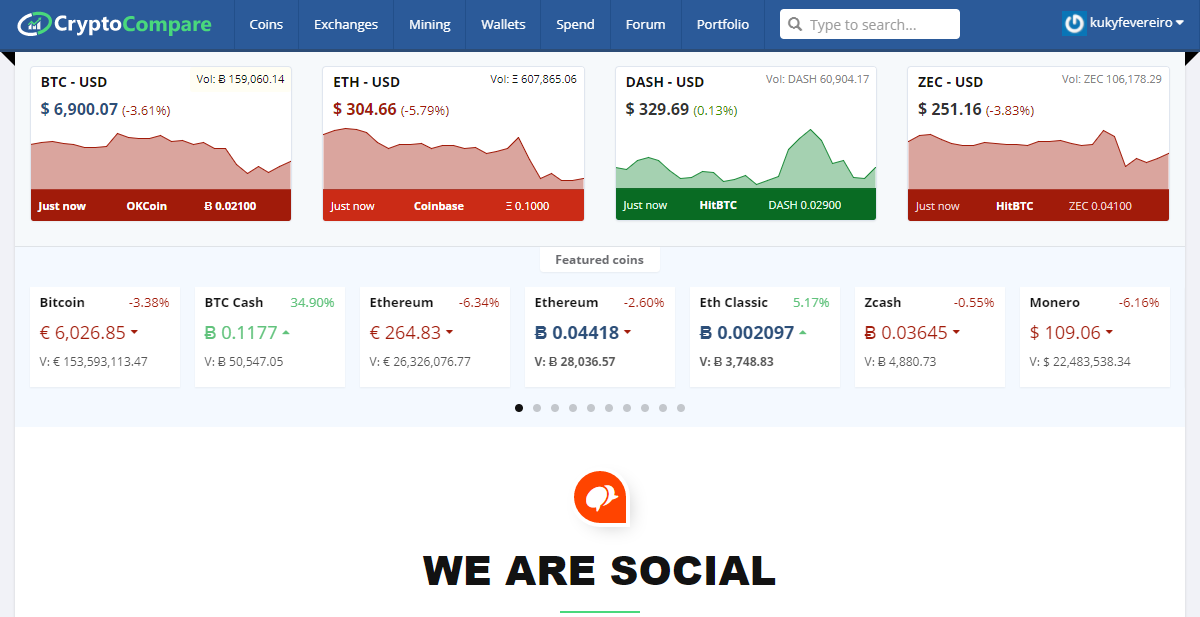 CryptoCompare Coins Exchanges Mining Wallets Spend Forum Portfolio Type to search... kukyfevereiro
BTC - USD Vol: Ƀ 159,060.14
$ 6,900.07 (-3.61%)
Just now OKCoin Ƀ 0.02100
ETH - USD Vol: Ξ 607,865.06
$ 304.66 (-5.79%)
Just now Coinbase Ξ 0.1000
DASH - USD Vol: DASH 60,904.17
$ 329.69 (0.13%)
Just now HitBTC DASH 0.02900
ZEC - USD Vol: ZEC 106,178.29
$ 251.16 (-3.83%)
Just now HitBTC ZEC 0.04100
Featured coins
Bitcoin -3.38%
€ 6,026.85
V: € 153,593,113.47
BTC Cash 34.90%
Ƀ 0.1177
V: Ƀ 50,547.05
Ethereum -6.34%
€ 264.83
V: € 26,326,076.77
Ethereum -2.60%
Ƀ 0.04418
V: Ƀ 28,036.57
Eth Classic 5.17%
Ƀ 0.002097
V: Ƀ 3,748.83
Zcash -0.55%
Ƀ 0.03645
V: Ƀ 4,880.73
Monero -6.16%
$ 109.06
V: $ 22,483,538.34
WE ARE SOCIAL